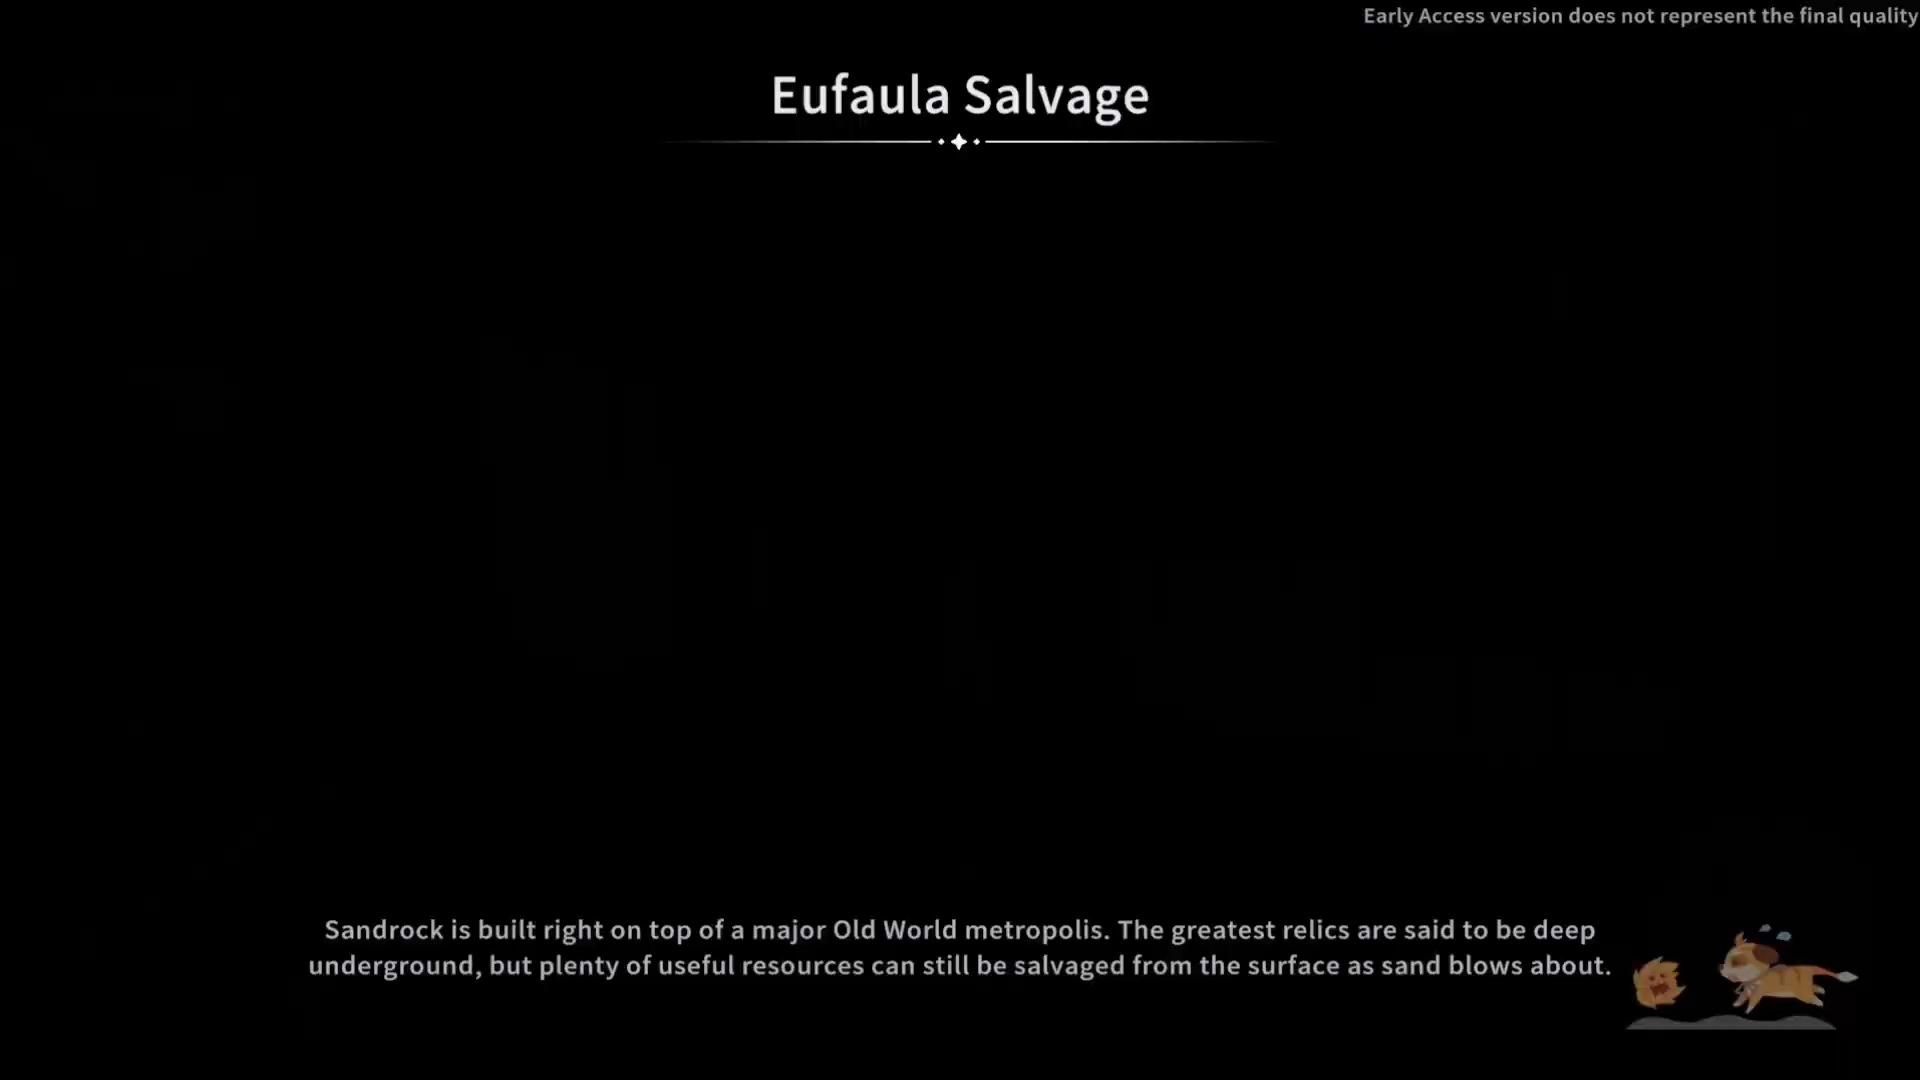 Early Access version does not represent the final quality
Eufaula Salvage
Sandrock is built right on top of a major Old World metropolis. The greatest relics are said to be deep
underground, but plenty of useful resources can still be salvaged from the surface as sand blows about.